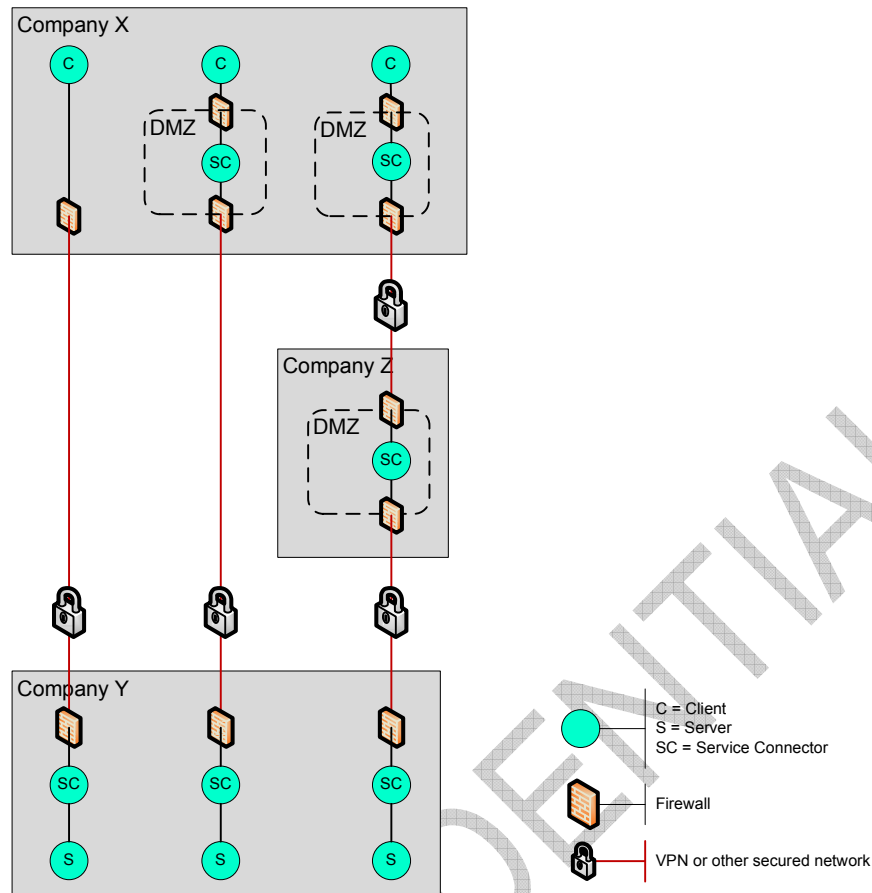 Company X
C
C
C
DMZ
DMZ
SC
SC
Company Z
DMZ
SC
Company Y
SC
SC
SC
S
S
S
C = Client
S = Server
SC = Service Connector
Firewall
VPN or other secured network
DENTIAL